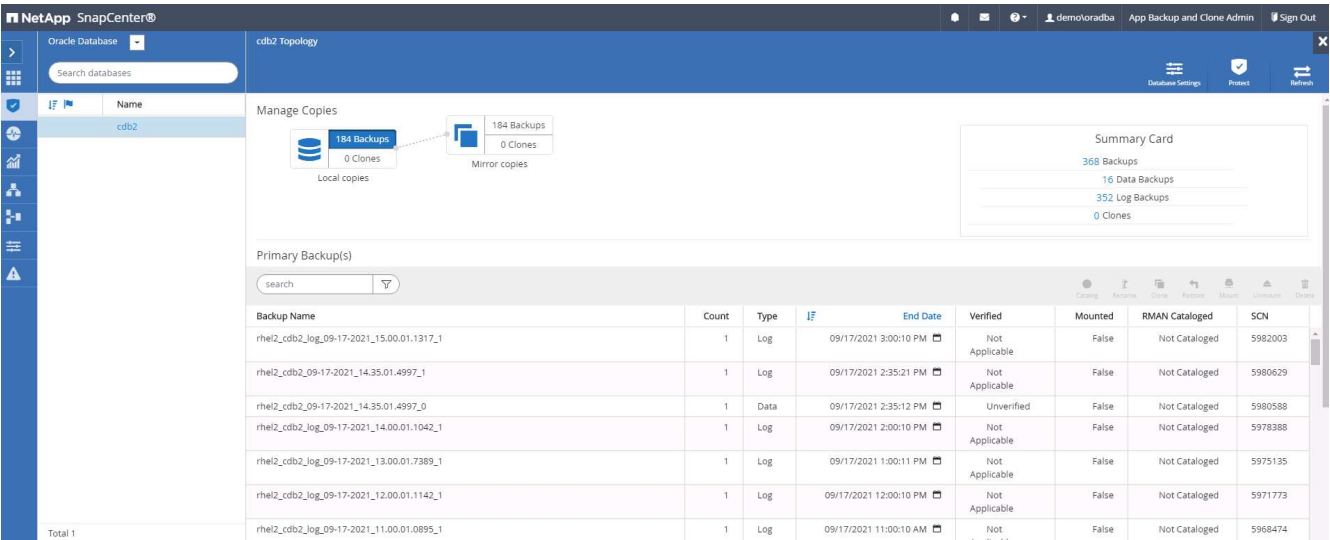 NetApp SnapCenter®
demo\oradba App Backup and Clone Admin Sign Out
Oracle Database
cdb2 Topology
Search databases
Database Settings Protect Refresh
Name
cdb2
Manage Copies
184 Backups
0 Clones
Local copies
184 Backups
0 Clones
Mirror copies
Summary Card
368 Backups
16 Data Backups
352 Log Backups
0 Clones
Primary Backup(s)
search
Catalog Rename Clone Restore Mount Unmount Delete
Backup Name Count Type End Date Verified Mounted RMAN Cataloged SCN
rhel2_cdb2_log_09-17-2021_15.00.01.1317_1 1 Log 09/17/2021 3:00:10 PM Not Applicable False Not Cataloged 5982003
rhel2_cdb2_09-17-2021_14.35.01.4997_1 1 Log 09/17/2021 2:35:21 PM Not Applicable False Not Cataloged 5980629
rhel2_cdb2_09-17-2021_14.35.01.4997_0 1 Data 09/17/2021 2:35:12 PM Unverified False Not Cataloged 5980588
rhel2_cdb2_log_09-17-2021_14.00.01.1042_1 1 Log 09/17/2021 2:00:10 PM Not Applicable False Not Cataloged 5978388
rhel2_cdb2_log_09-17-2021_13.00.01.7389_1 1 Log 09/17/2021 1:00:11 PM Not Applicable False Not Cataloged 5975135
rhel2_cdb2_log_09-17-2021_12.00.01.1142_1 1 Log 09/17/2021 12:00:10 PM Not Applicable False Not Cataloged 5971773
rhel2_cdb2_log_09-17-2021_11.00.01.0895_1 1 Log 09/17/2021 11:00:10 AM Not False Not Cataloged 5968474
Total 1